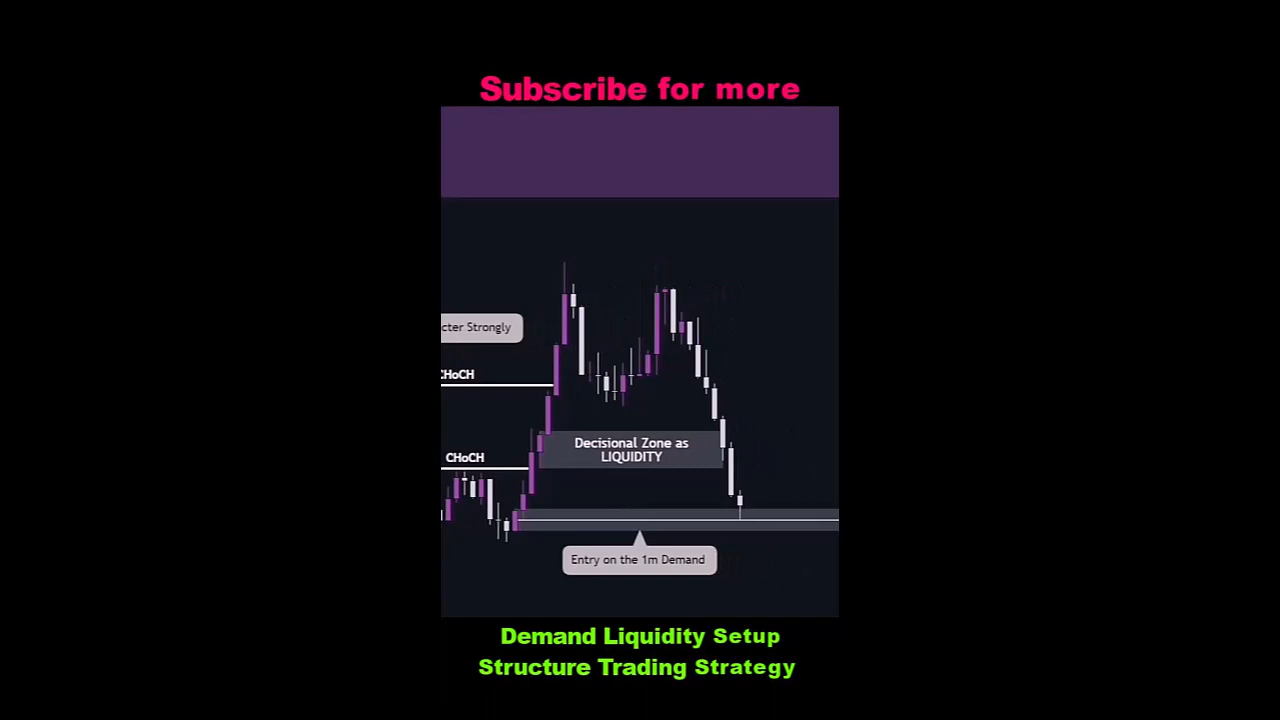 Subscribe for more
cter Strongly
CHoCH
Decisional Zone as
LIQUIDITY
CHoCH
Entry on the 1m Demand
Demand Liquidity Setup
Structure Trading Strategy